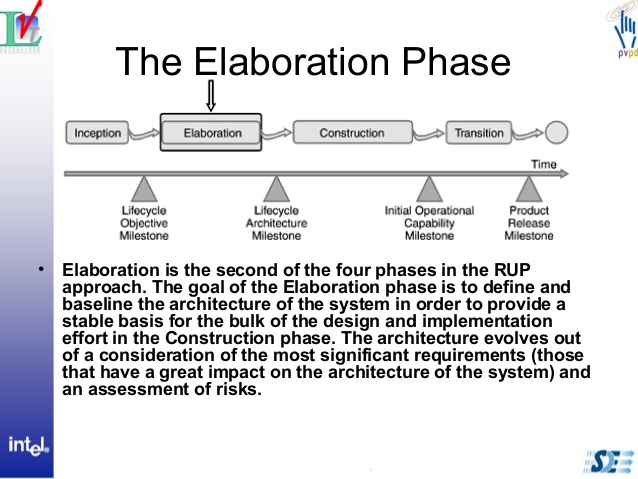 pvpd
The Elaboration Phase
Inception
Elaboration
Construction
Transition
Time
Lifecycle
Objective
Milestone
Lifecycle
Architecture
Milestone
Initial Operational
Capability
Milestone
Product
Release
Milestone
• Elaboration is the second of the four phases in the RUP
approach. The goal of the Elaboration phase is to define and
baseline the architecture of the system in order to provide a
stable basis for the bulk of the design and implementation
effort in the Construction phase. The architecture evolves out
of a consideration of the most significant requirements (those
that have a great impact on the architecture of the system) and
an assessment of risks.
intel®